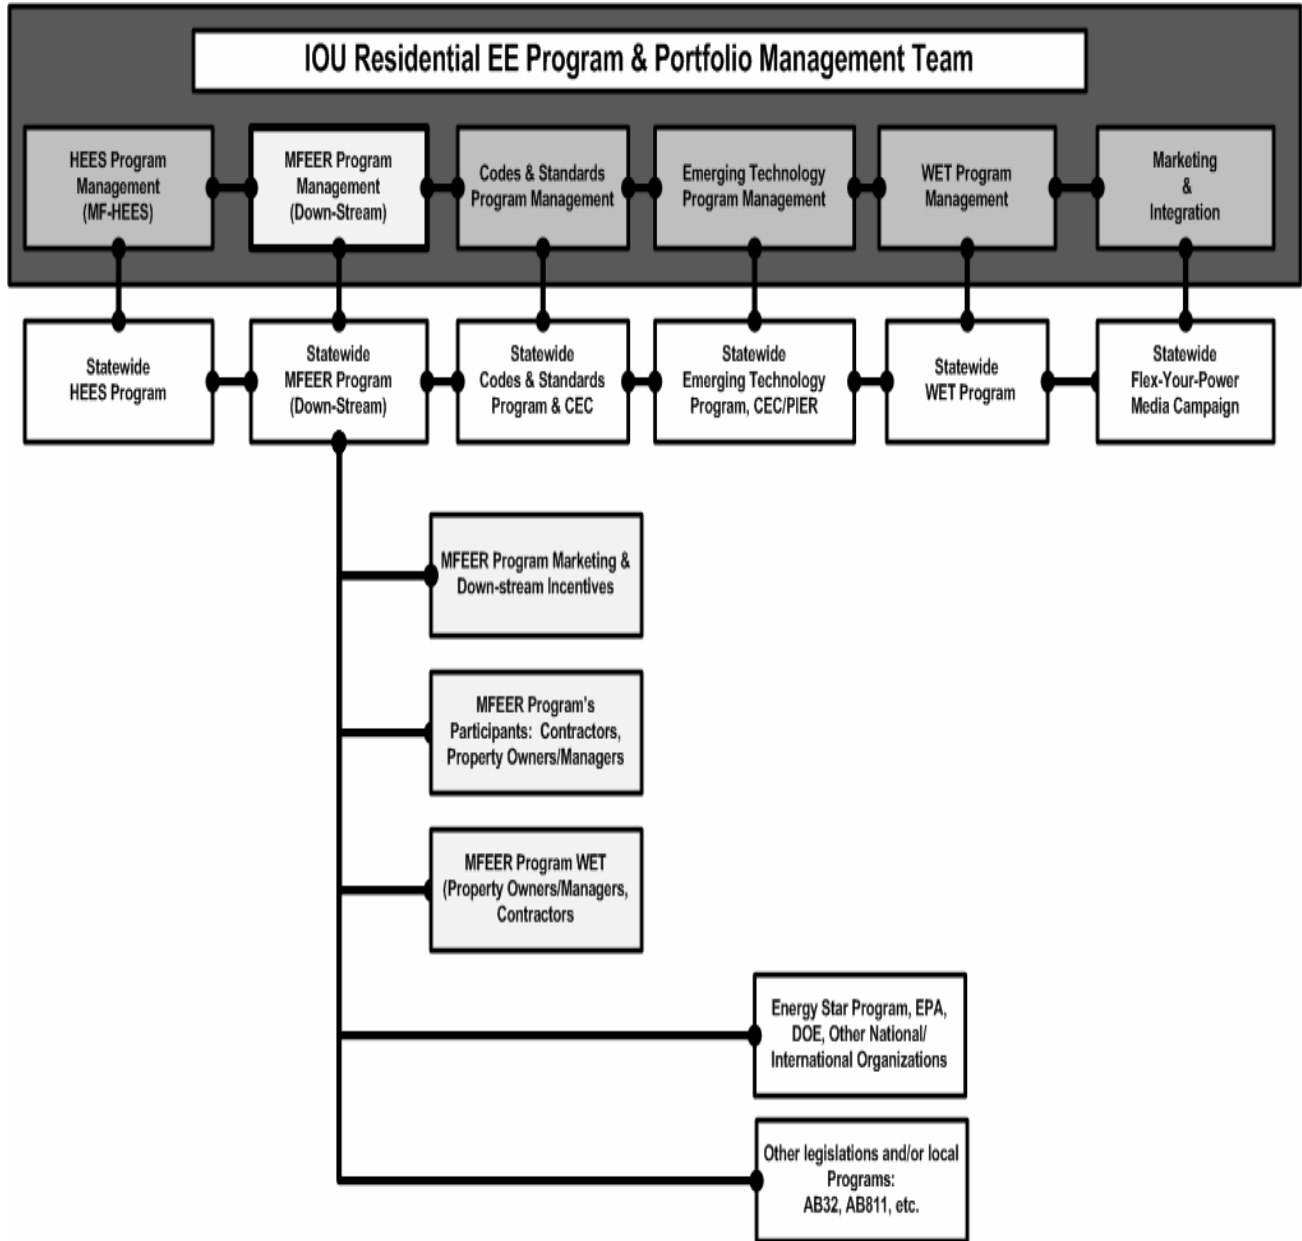 IOU Residential EE Program & Portfolio Management Team
HEES Program
Management
(MF-HEES)
MFEER Program
Management
(Down-Stream)
Codes & Standards
Program Management
Emerging Technology
Program Management
WET Program
Management
Marketing
&
Integration
Statewide
HEES Program
Statewide
MFEER Program
(Down-Stream)
Statewide
Codes & Standards
Program & CEC
Statewide
Emerging Technology
Program, CEC/PIER
Statewide
WET Program
Statewide
Flex-Your-Power
Media Campaign
MFEER Program Marketing &
Down-stream Incentives
MFEER Program's
Participants: Contractors,
Property Owners/Managers
MFEER Program WET
(Property Owners/Managers,
Contractors
Energy Star Program, EPA,
DOE, Other National/
International Organizations
Other legislations and/or local
Programs:
AB32, AB811, etc.